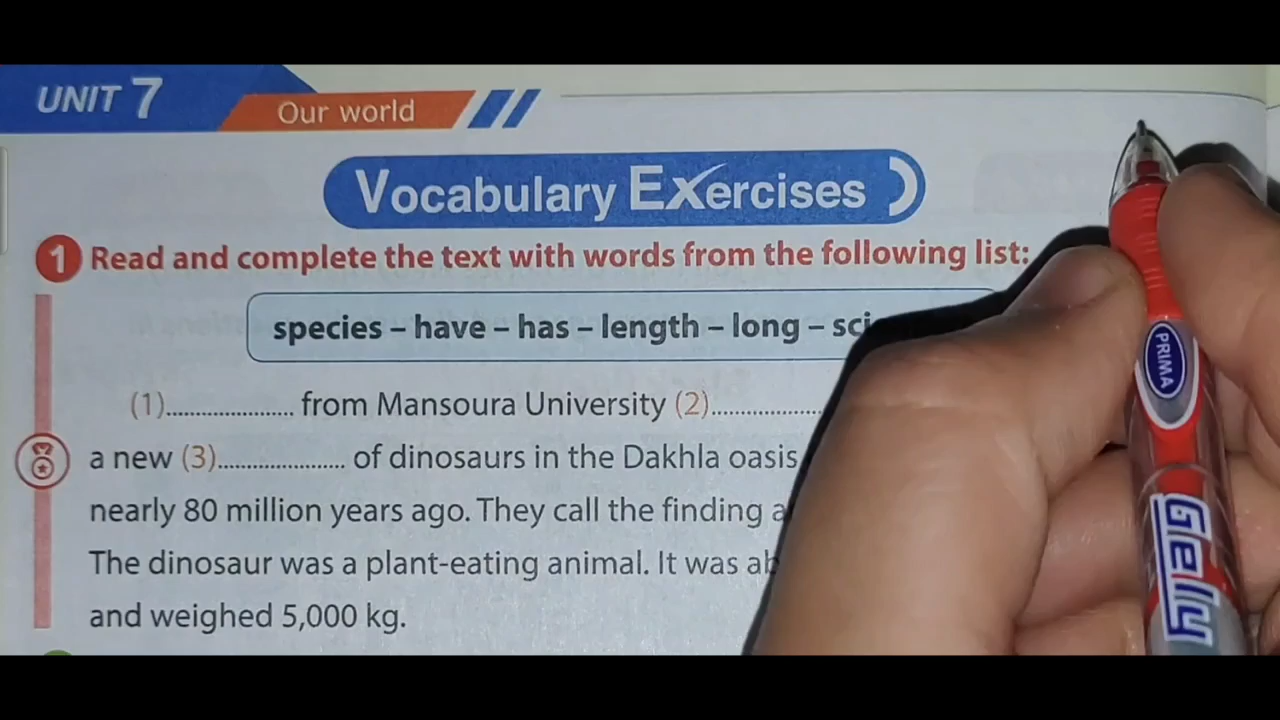 UNIT 7
Our world
Vocabulary Exercises
1 Read and complete the text with words from the following list:
species – have – has – length – long –
(1)..................... from Mansoura University (2)...................
a new (3)..................... of dinosaurs in the Dakhla oasis
nearly 80 million years ago. They call the finding
The dinosaur was a plant-eating animal. It was
and weighed 5,000 kg.
PRIMA
Gelly